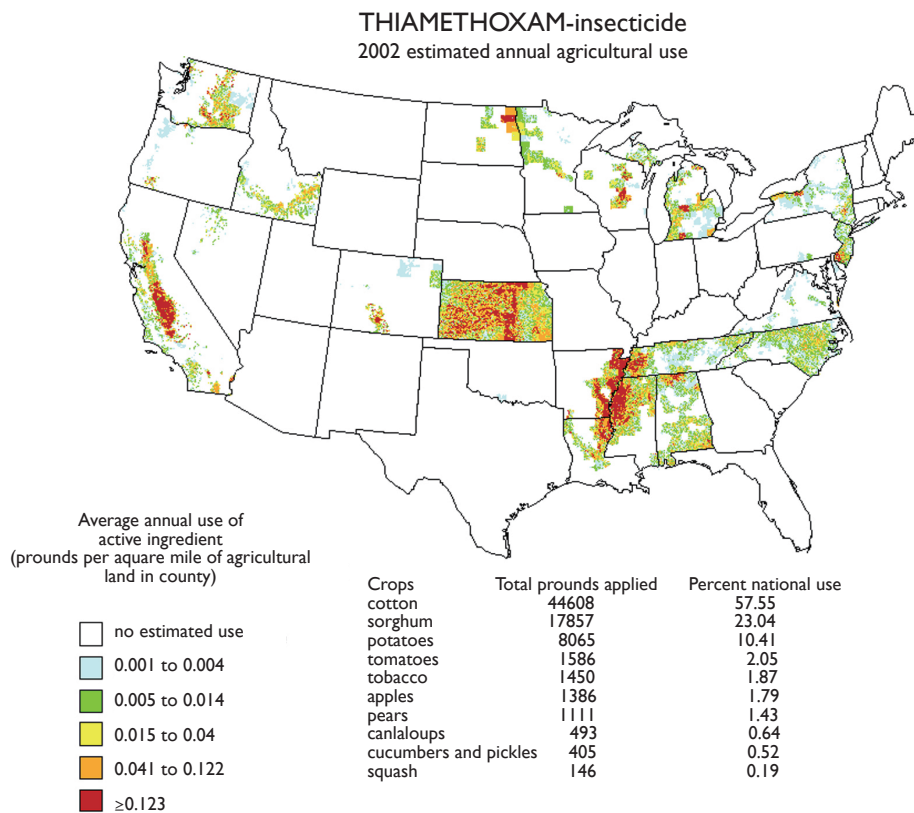 THIAMETHOXAM-insecticide
2002 estimated annual agricultural use
Average annual use of
active ingredient
(prounds per aquare mile of agricultural
land in county)
no estimated use
0.001 to 0.004
0.005 to 0.014
0.015 to 0.04
0.041 to 0.122
≥0.123
Crops Total prounds applied Percent national use
cotton 44608 57.55
sorghum 17857 23.04
potatoes 8065 10.41
tomatoes 1586 2.05
tobacco 1450 1.87
apples 1386 1.79
pears 1111 1.43
canlaloups 493 0.64
cucumbers and pickles 405 0.52
squash 146 0.19